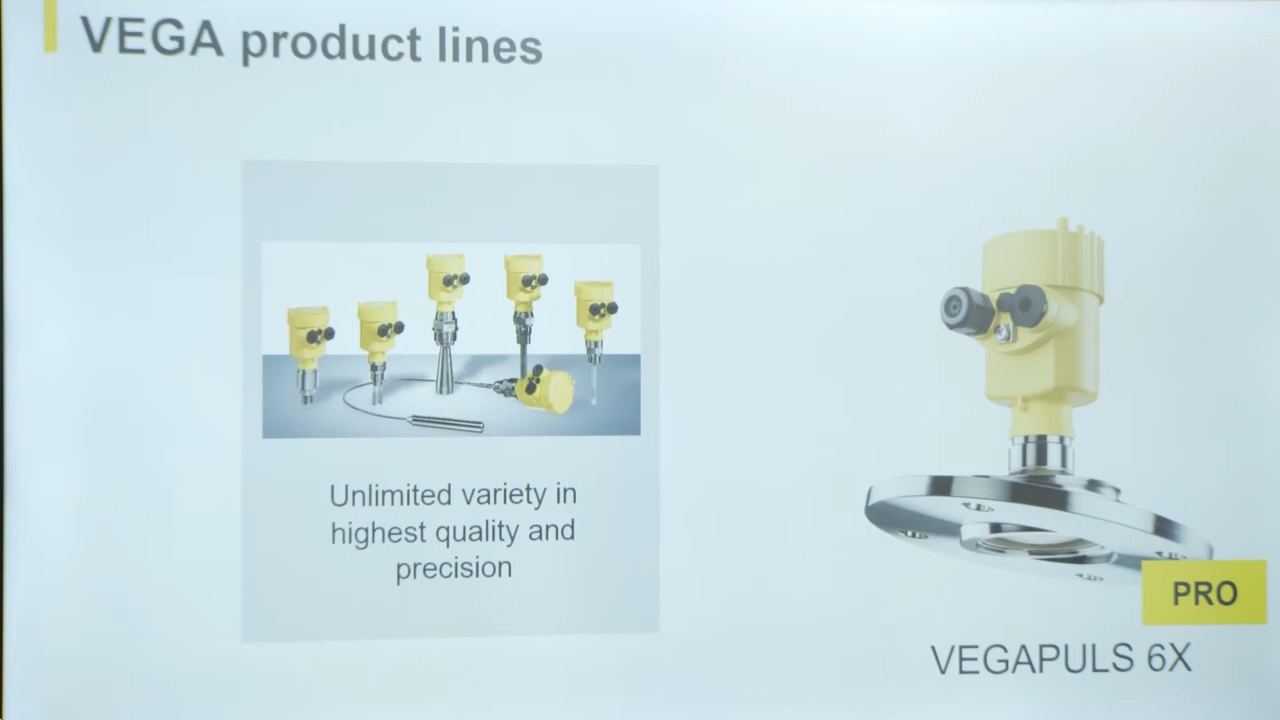 VEGA product lines
Unlimited variety in
highest quality and
precision
PRO
VEGAPULS 6X